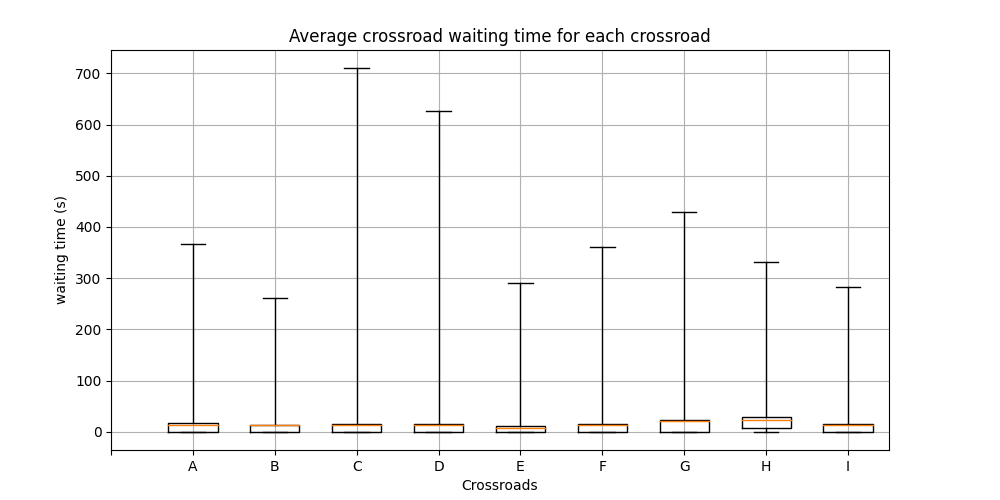 Average crossroad waiting time for each crossroad
waiting time (s)
700
600
500
400
300
200
100
0
A B C D E F G H I
Crossroads